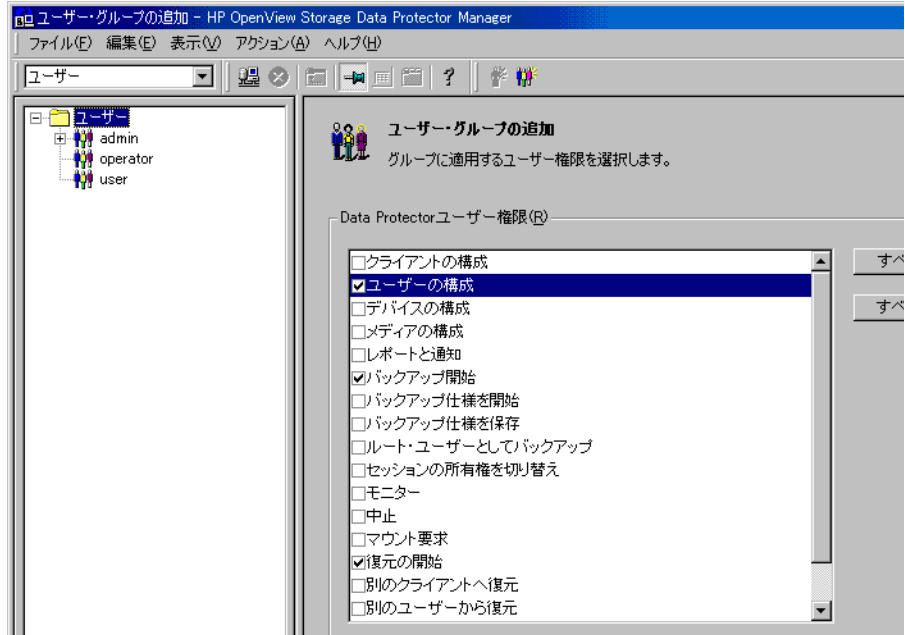 ユーザー・グループの追加 - HP OpenView Storage Data Protector Manager
ファイル(F) 編集(E) 表示(V) アクション(A) ヘルプ(H)
ユーザー
ユーザー
admin
operator
user
ユーザー・グループの追加
グループに適用するユーザー権限を選択します。
Data Protectorユーザー権限(R)
クライアントの構成
ユーザーの構成
デバイスの構成
メディアの構成
レポートと通知
バックアップ開始
バックアップ仕様を開始
バックアップ仕様を保存
ルート・ユーザーとしてバックアップ
セッションの所有権を切り替え
モニター
中止
マウント要求
復元の開始
別のクライアントへ復元
別のユーザーから復元
すべ
すべ